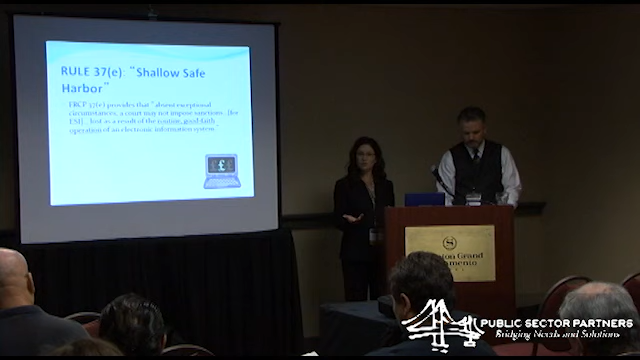 RULE 37(e): "Shallow Safe
Harbor"
FRCP 37(e) provides that "absent exceptional
circumstances, a court may not impose sanctions...[for
ESI]...lost as a result of the routine, good-faith
operation of an electronic information system"
£
S
ton Grand
amento
PUBLIC SECTOR PARTNERS
Bridging Needs and Solutions